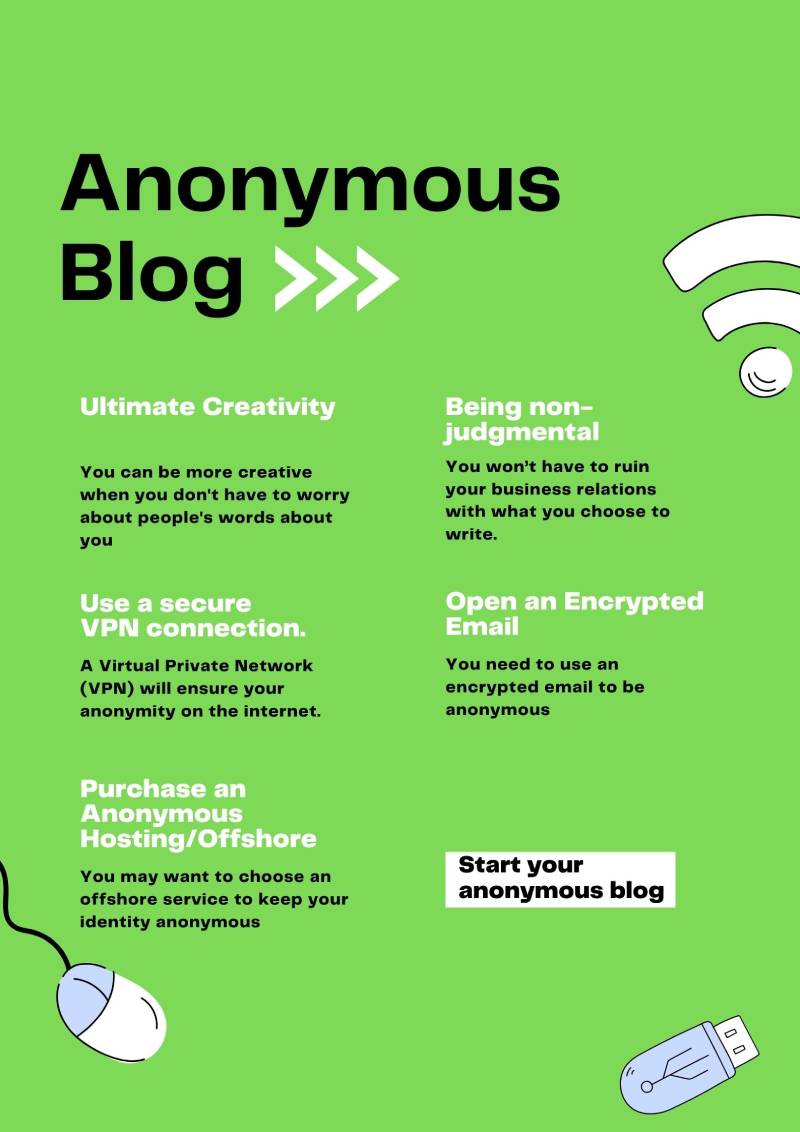 Anonymous
Blog
Ultimate Creativity
You can be more creative
when you don't have to worry
about people's words about
you
Being non-
judgmental
You won’t have to ruin
your business relations
with what you choose to
write.
Use a secure
VPN connection.
A Virtual Private Network
(VPN) will ensure your
anonymity on the internet.
Open an Encrypted
Email
You need to use an
encrypted email to be
anonymous
Purchase an
Anonymous
Hosting/Offshore
You may want to choose an
offshore service to keep your
identity anonymous
Start your
anonymous blog